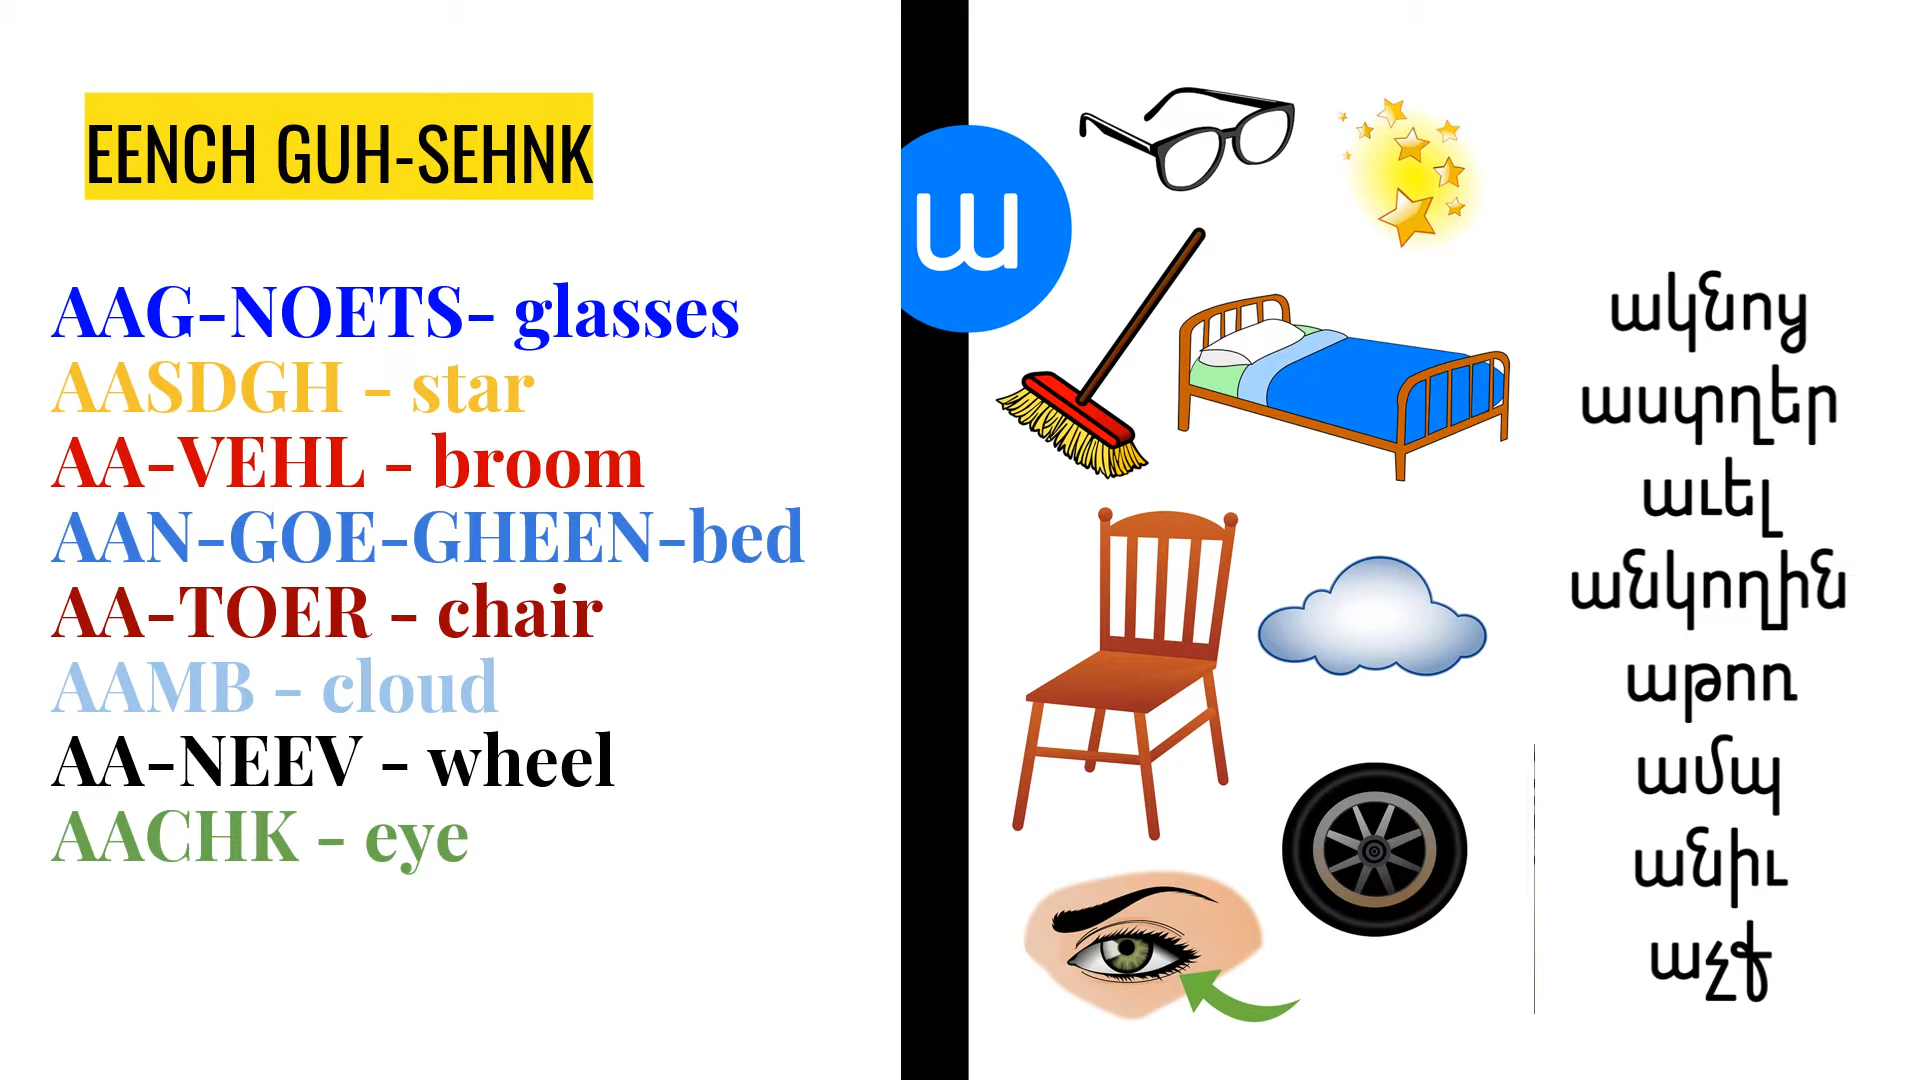 EENCH GUH-SEHNK
AAG-NOETS- glasses
AASDGH - star
AA-VEHL - broom
AAN-GOE-GHEEN-bed
AA-TOER - chair
AAMB - cloud
AA-NEEV - wheel
AACHK - eye
ա
ակնոց
աստղեր
աւել
անկողին
աթոռ
ամպ
անիւ
աչք